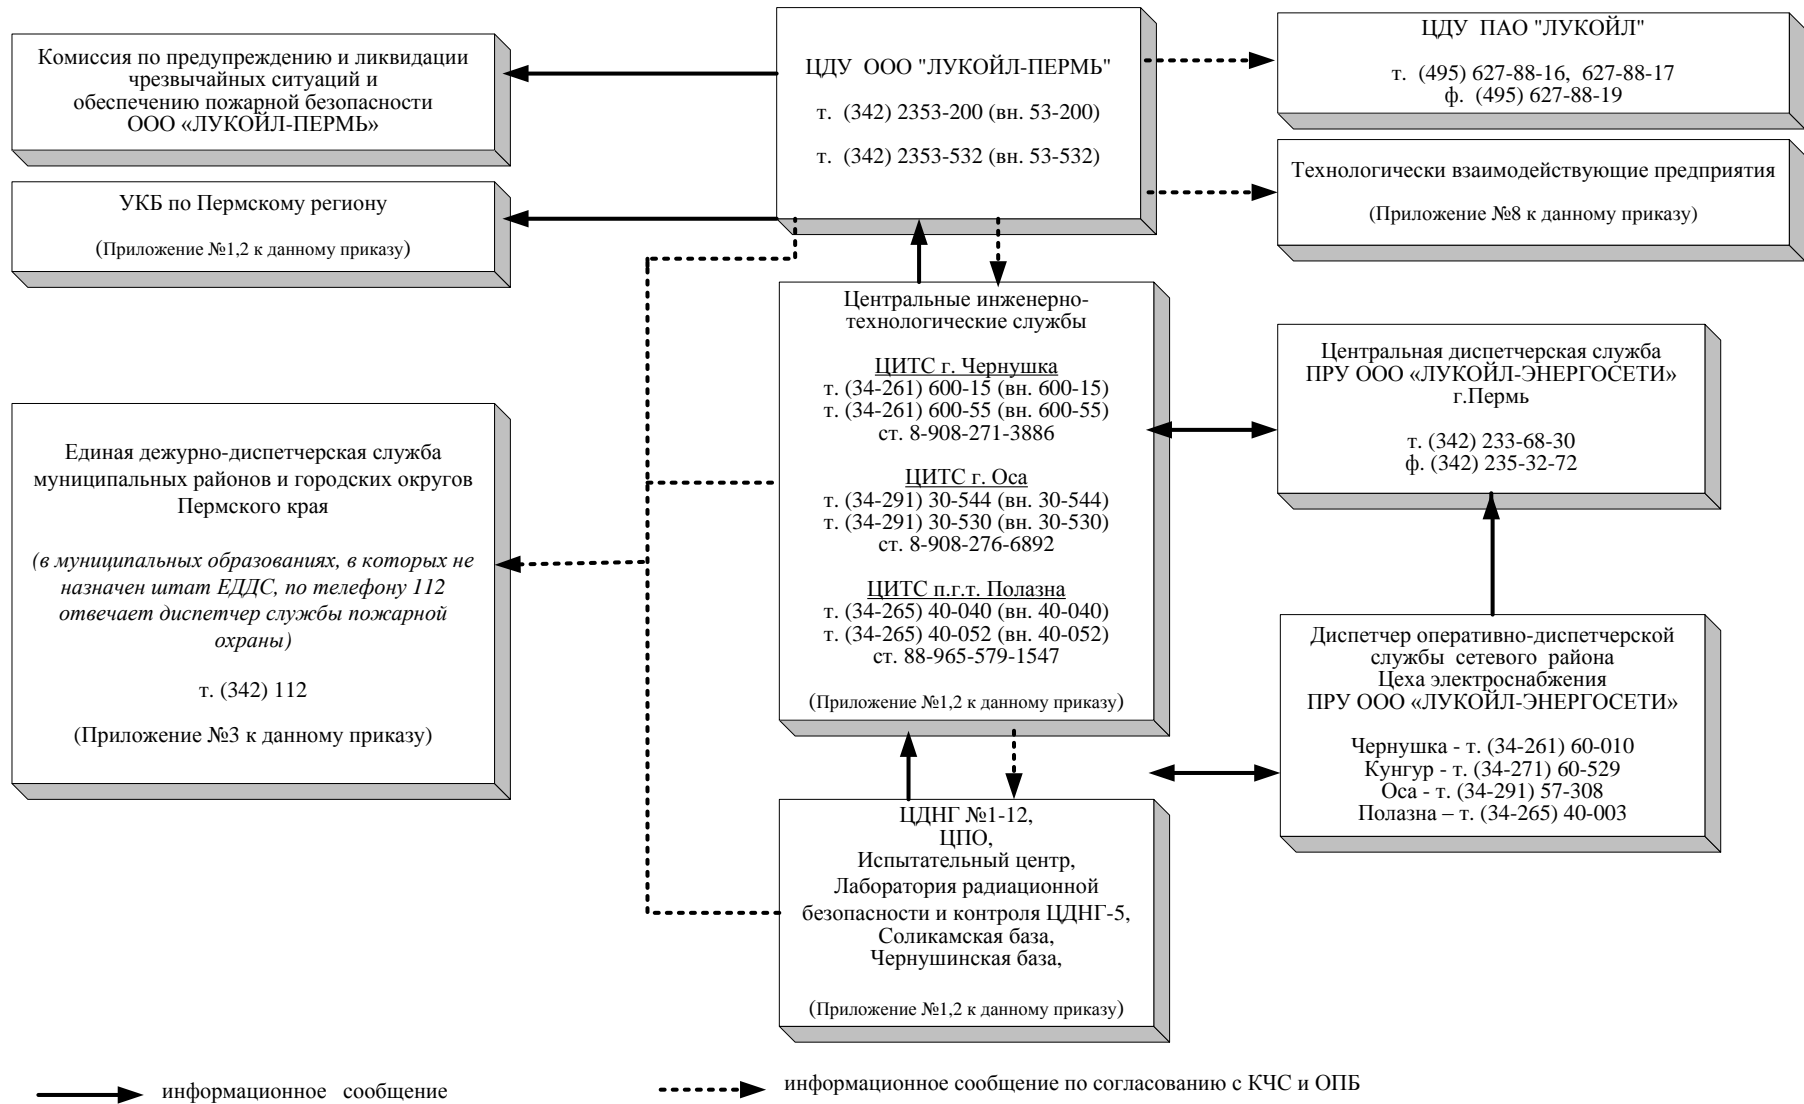 Комиссия по предупреждению и ликвидации
чрезвычайных ситуаций и
обеспечению пожарной безопасности
ООО «ЛУКОЙЛ-ПЕРМЬ»
УКБ по Пермскому региону
(Приложение №1,2 к данному приказу)
Единая дежурно-диспетчерская служба
муниципальных районов и городских округов
Пермского края
(в муниципальных образованиях, в которых не
назначен штат ЕДДС, по телефону 112
отвечает диспетчер службы пожарной
охраны)
т. (342) 112
(Приложение №3 к данному приказу)
ЦДУ ООО "ЛУКОЙЛ-ПЕРМЬ"
т. (342) 2353-200 (вн. 53-200)
т. (342) 2353-532 (вн. 53-532)
Центральные инженерно-
технологические службы
ЦИТС г. Чернушка
т. (34-261) 600-15 (вн. 600-15)
т. (34-261) 600-55 (вн. 600-55)
ст. 8-908-271-3886
ЦИТС г. Оса
т. (34-291) 30-544 (вн. 30-544)
т. (34-291) 30-530 (вн. 30-530)
ст. 8-908-276-6892
ЦИТС п.г.т. Полазна
т. (34-265) 40-040 (вн. 40-040)
т. (34-265) 40-052 (вн. 40-052)
ст. 88-965-579-1547
(Приложение №1,2 к данному приказу)
ЦДНГ №1-12,
ЦПО,
Испытательный центр,
Лаборатория радиационной
безопасности и контроля ЦДНГ-5,
Соликамская база,
Чернушинская база,
(Приложение №1,2 к данному приказу)
ЦДУ ПАО "ЛУКОЙЛ"
т. (495) 627-88-16, 627-88-17
ф. (495) 627-88-19
Технологически взаимодействующие предприятия
(Приложение №8 к данному приказу)
Центральная диспетчерская служба
ПРУ ООО «ЛУКОЙЛ-ЭНЕРГОСЕТИ»
г.Пермь
т. (342) 233-68-30
ф. (342) 235-32-72
Диспетчер оперативно-диспетчерской
службы сетевого района
Цеха электроснабжения
ПРУ ООО «ЛУКОЙЛ-ЭНЕРГОСЕТИ»
Чернушка - т. (34-261) 60-010
Кунгур - т. (34-271) 60-529
Оса - т. (34-291) 57-308
Полазна – т. (34-265) 40-003
информационное сообщение
информационное сообщение по согласованию с КЧС и ОПБ